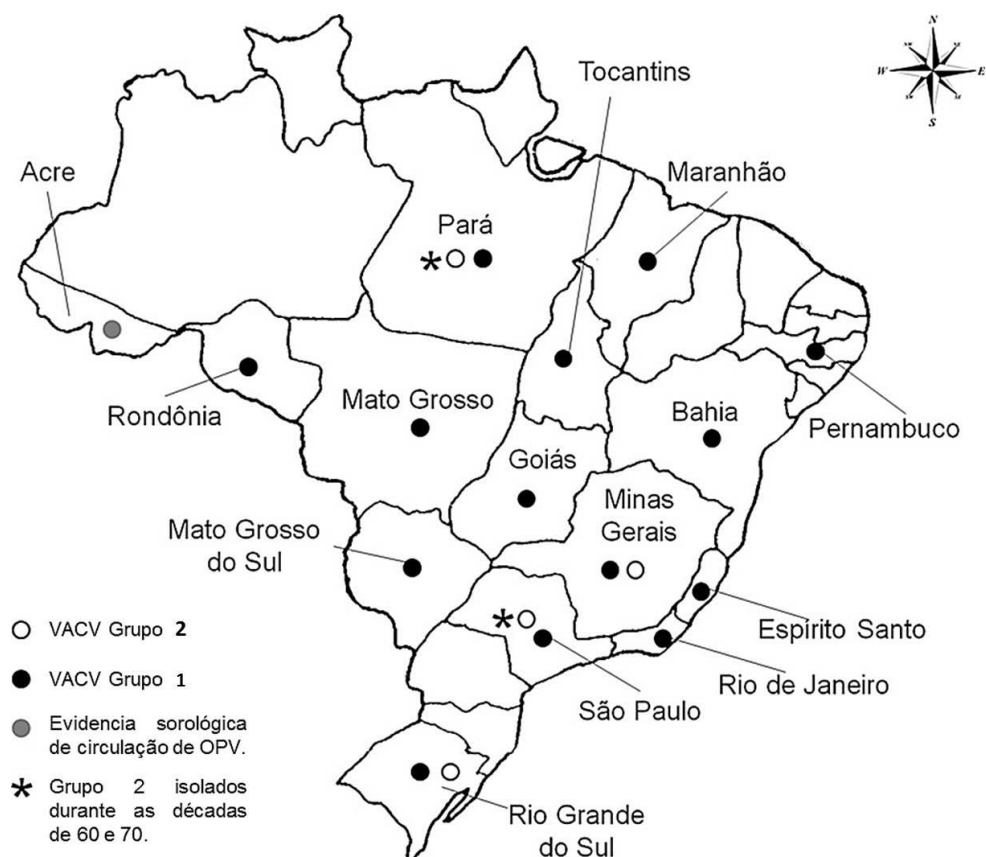 N
W
E
S
Tocantins
Acre
Maranhão
Pará
*
Rondônia
Mato Grosso
Bahia
Pernambuco
Goiás
Minas
Gerais
Mato Grosso
do Sul
*
Espírito Santo
Rio de Janeiro
São Paulo
Rio Grande
do Sul
VACV Grupo 2
VACV Grupo 1
Evidencia sorológica
de circulação de OPV.
* Grupo 2 isolados
durante as décadas
de 60 e 70.